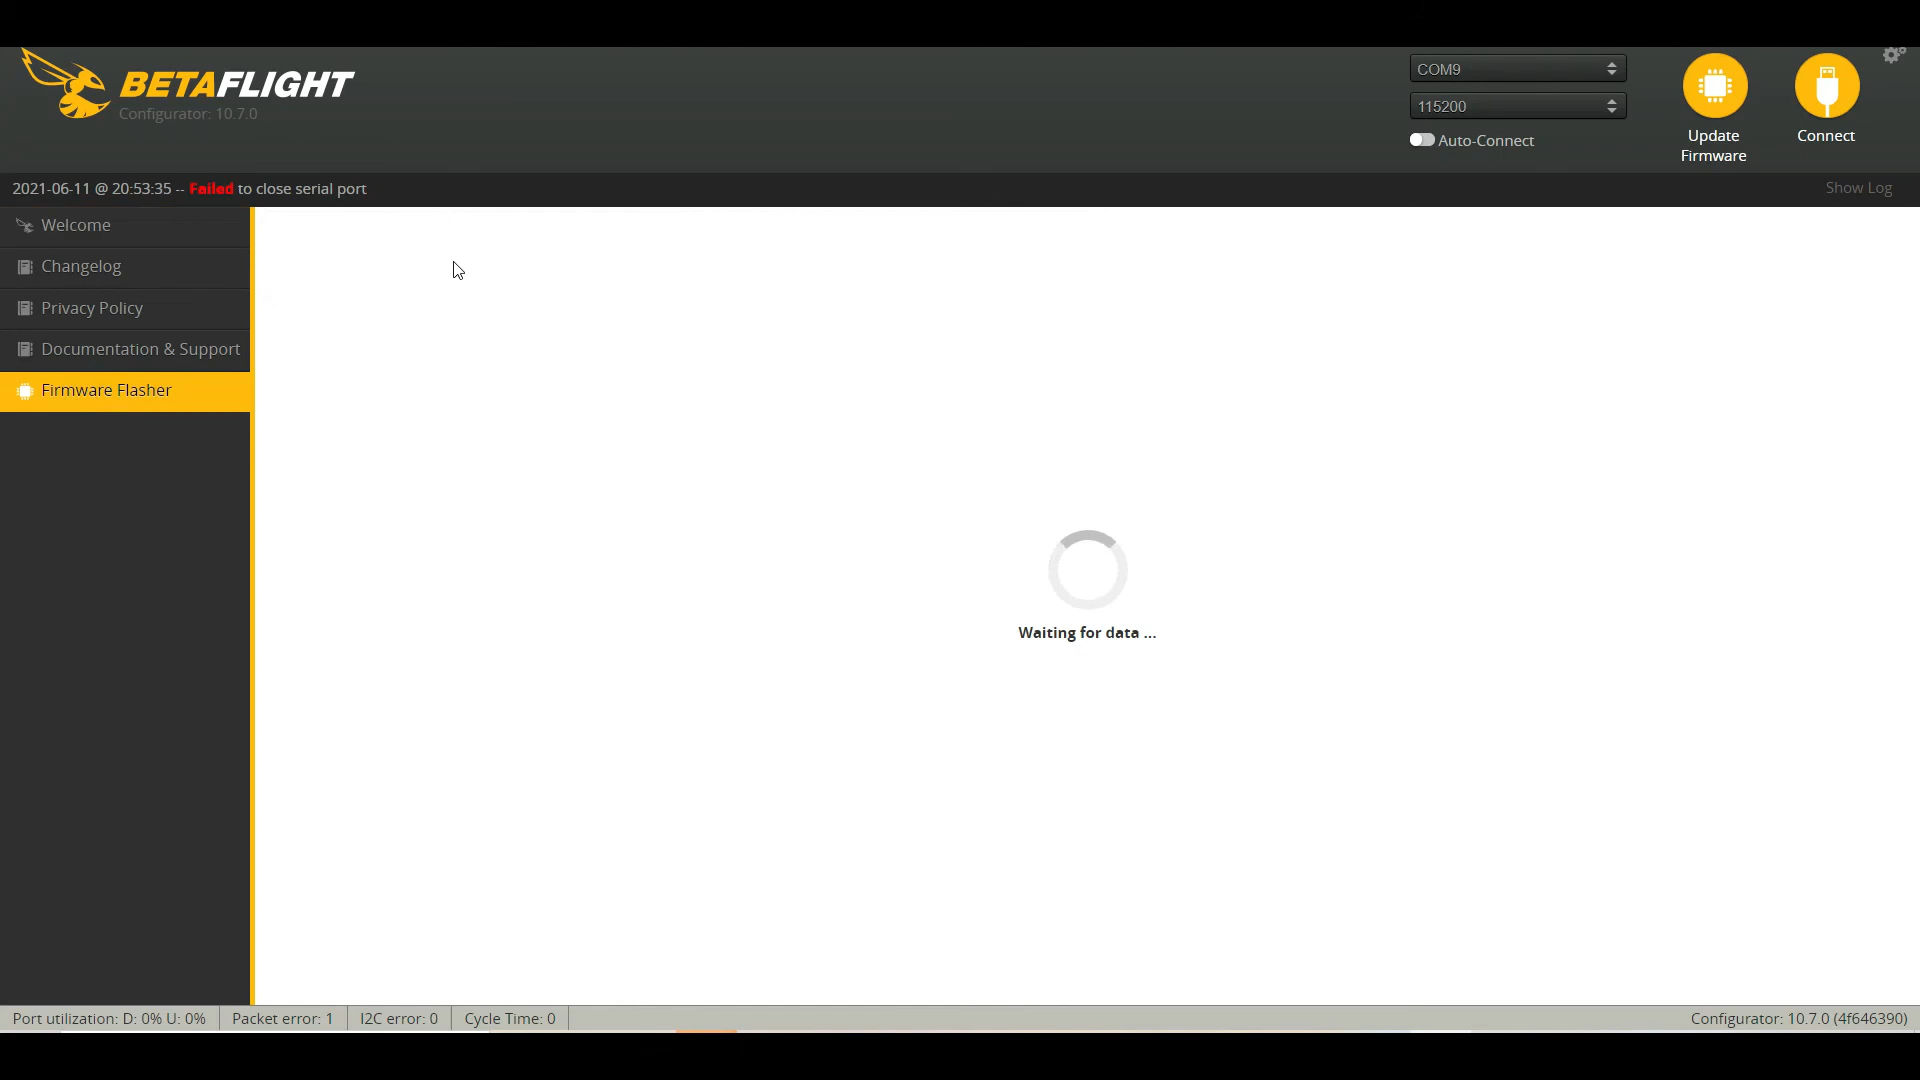 BETAFLIGHT
Configurator: 10.7.0
COM9
115200
Auto-Connect
Update
Firmware
Connect
2021-06-11 @ 20:53:35 -- Failed to close serial port
Show Log
Welcome
Changelog
Privacy Policy
Documentation & Support
Firmware Flasher
Waiting for data ...
Port utilization: D: 0% U: 0%
Packet error: 1
I2C error: 0
Cycle Time: 0
Configurator: 10.7.0 (4f646390)